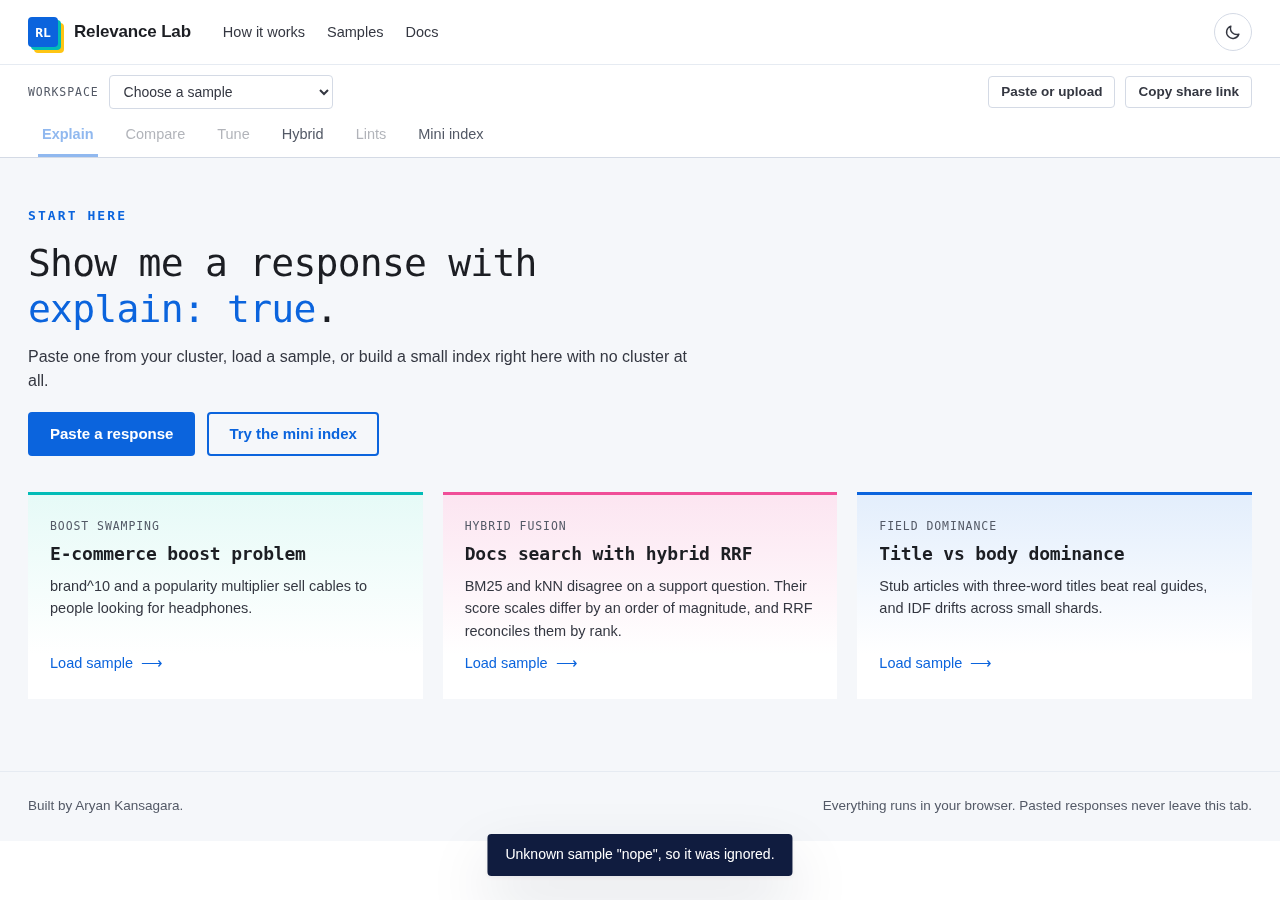 RL Relevance Lab How it works Samples Docs
WORKSPACE Choose a sample Paste or upload Copy share link
Explain Compare Tune Hybrid Lints Mini index
START HERE
Show me a response with
explain: true.
Paste one from your cluster, load a sample, or build a small index right here with no cluster at
all.
Paste a response Try the mini index
BOOST SWAMPING
E-commerce boost problem
brand^10 and a popularity multiplier sell cables to
people looking for headphones.
Load sample ⟶
HYBRID FUSION
Docs search with hybrid RRF
BM25 and kNN disagree on a support question. Their
score scales differ by an order of magnitude, and RRF
reconciles them by rank.
Load sample ⟶
FIELD DOMINANCE
Title vs body dominance
Stub articles with three-word titles beat real guides,
and IDF drifts across small shards.
Load sample ⟶
Built by Aryan Kansagara. Everything runs in your browser. Pasted responses never leave this tab.
Unknown sample "nope", so it was ignored.